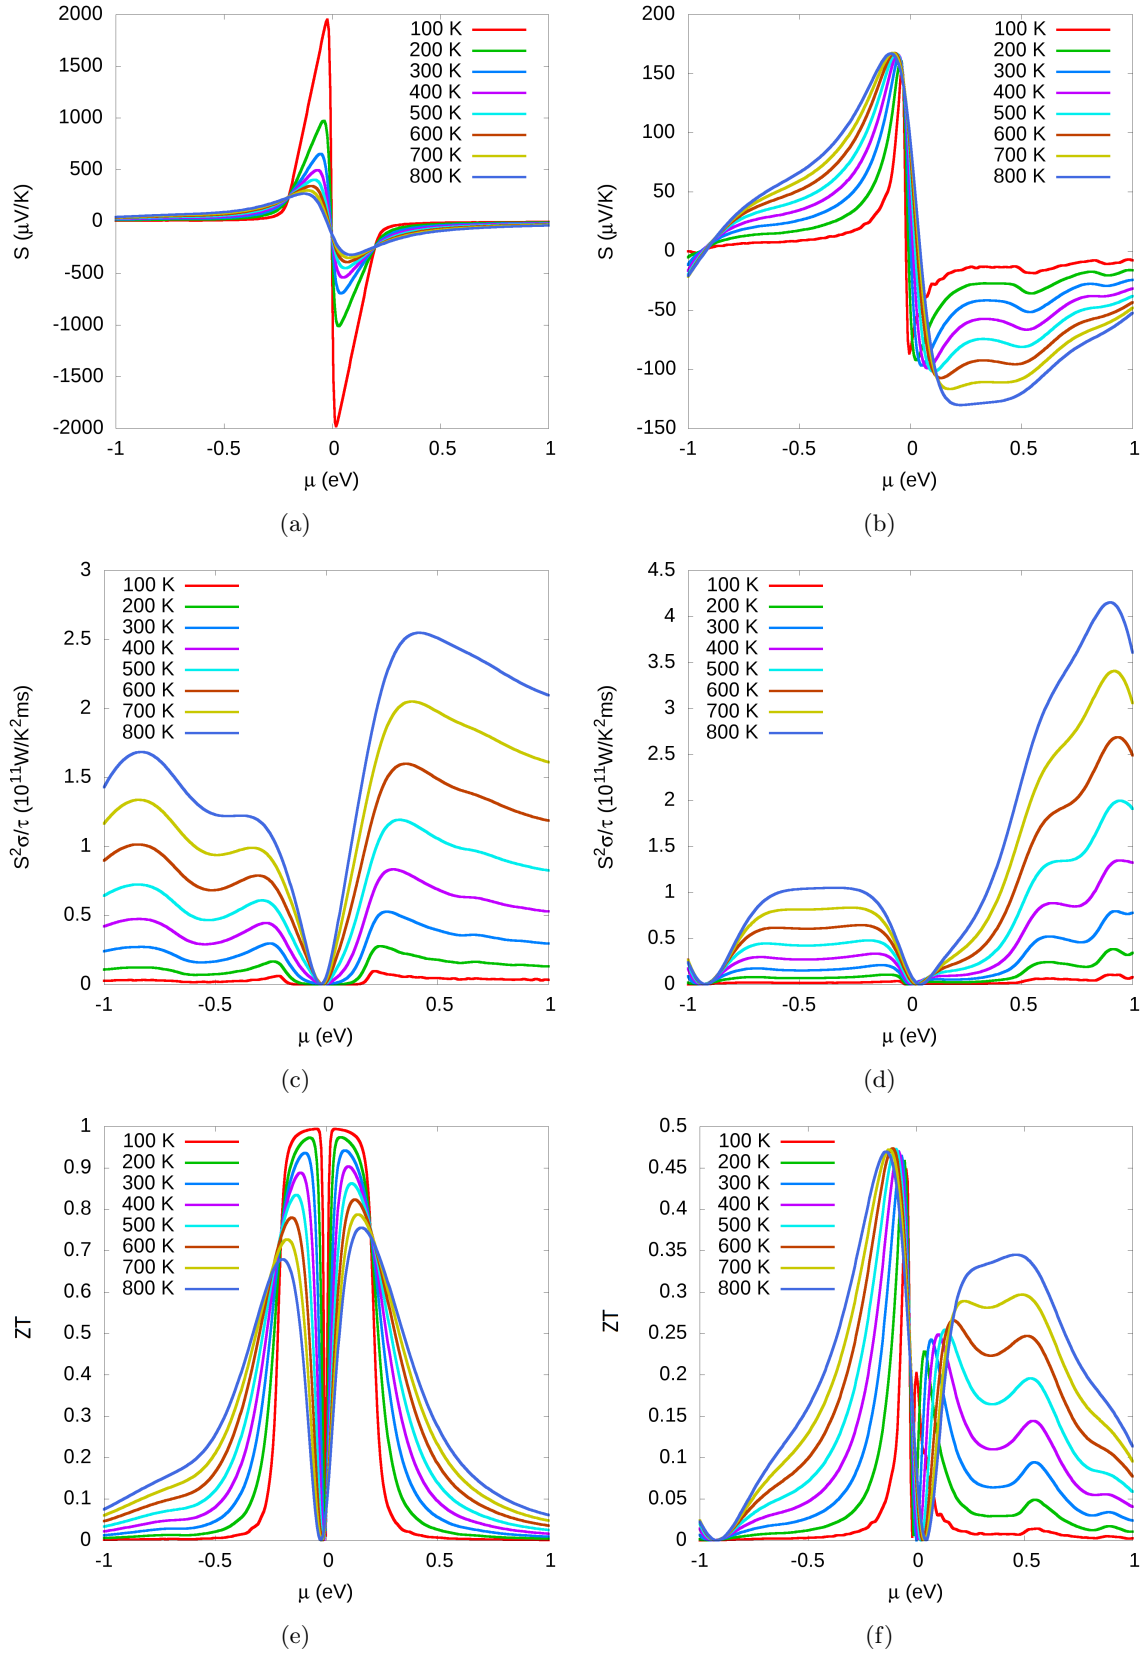 S (μV/K)
2000
1500
1000
500
0
-500
-1000
-1500
-2000
100 K
200 K
300 K
400 K
500 K
600 K
700 K
800 K
-1
-0.5
0
0.5
1
μ (eV)
(a)
S (μV/K)
200
150
100
50
0
-50
-100
-150
100 K
200 K
300 K
400 K
500 K
600 K
700 K
800 K
-1
-0.5
0
0.5
1
μ (eV)
(b)
S²σ/τ (10¹¹W/K²ms)
3
2.5
2
1.5
1
0.5
0
100 K
200 K
300 K
400 K
500 K
600 K
700 K
800 K
-1
-0.5
0
0.5
1
μ (eV)
(c)
S²σ/τ (10¹¹W/K²ms)
4.5
4
3.5
3
2.5
2
1.5
1
0.5
0
100 K
200 K
300 K
400 K
500 K
600 K
700 K
800 K
-1
-0.5
0
0.5
1
μ (eV)
(d)
ZT
1
0.9
0.8
0.7
0.6
0.5
0.4
0.3
0.2
0.1
0
100 K
200 K
300 K
400 K
500 K
600 K
700 K
800 K
-1
-0.5
0
0.5
1
μ (eV)
(e)
ZT
0.5
0.45
0.4
0.35
0.3
0.25
0.2
0.15
0.1
0.05
0
100 K
200 K
300 K
400 K
500 K
600 K
700 K
800 K
-1
-0.5
0
0.5
1
μ (eV)
(f)